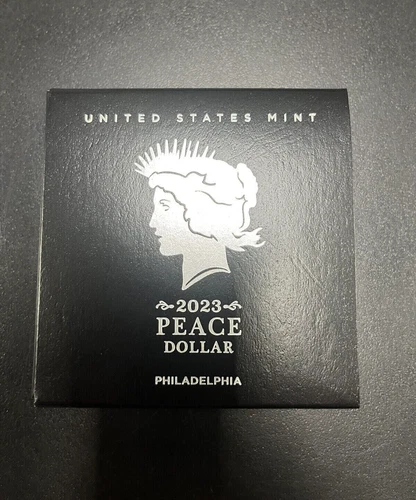 UNITED STATES MINT
2023
PEACE
DOLLAR
PHILADELPHIA